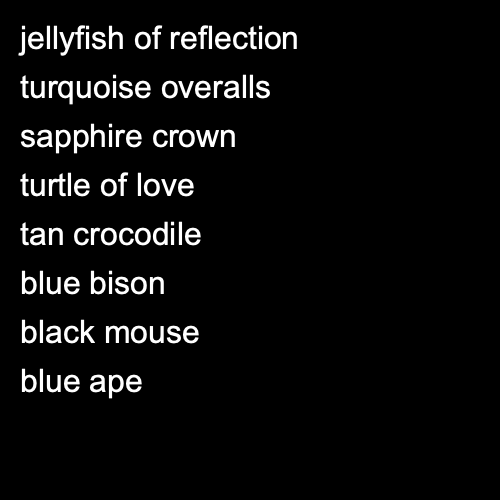 jellyfish of reflection
turquoise overalls
sapphire crown
turtle of love
tan crocodile
blue bison
black mouse
blue ape